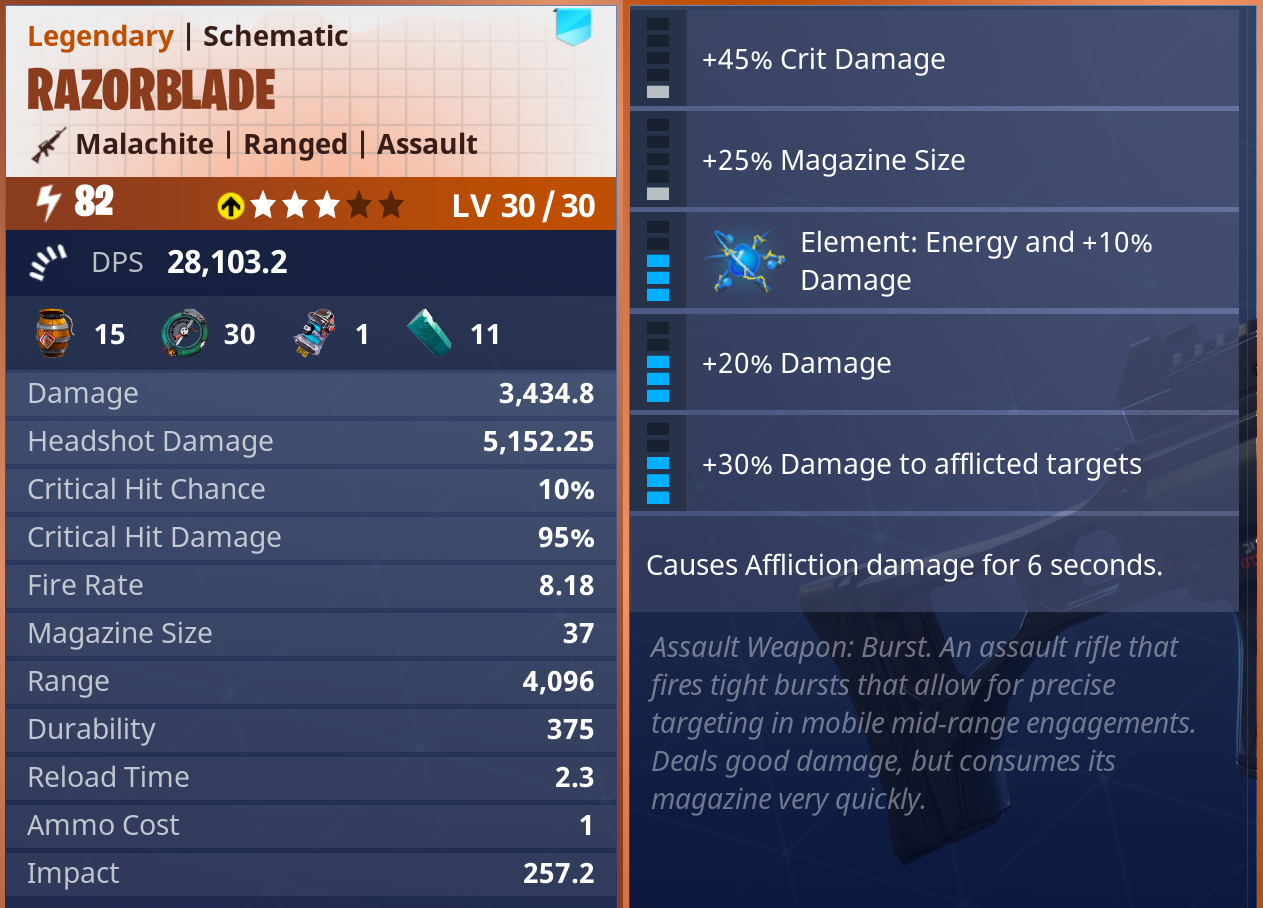 Legendary | Schematic
RAZORBLADE
Malachite | Ranged | Assault
82
LV 30 / 30
DPS 28,103.2
15 30 1 11
Damage 3,434.8
Headshot Damage 5,152.25
Critical Hit Chance 10%
Critical Hit Damage 95%
Fire Rate 8.18
Magazine Size 37
Range 4,096
Durability 375
Reload Time 2.3
Ammo Cost 1
Impact 257.2
+45% Crit Damage
+25% Magazine Size
Element: Energy and +10%
Damage
+20% Damage
+30% Damage to afflicted targets
Causes Affliction damage for 6 seconds.
Assault Weapon: Burst. An assault rifle that
fires tight bursts that allow for precise
targeting in mobile mid-range engagements.
Deals good damage, but consumes its
magazine very quickly.